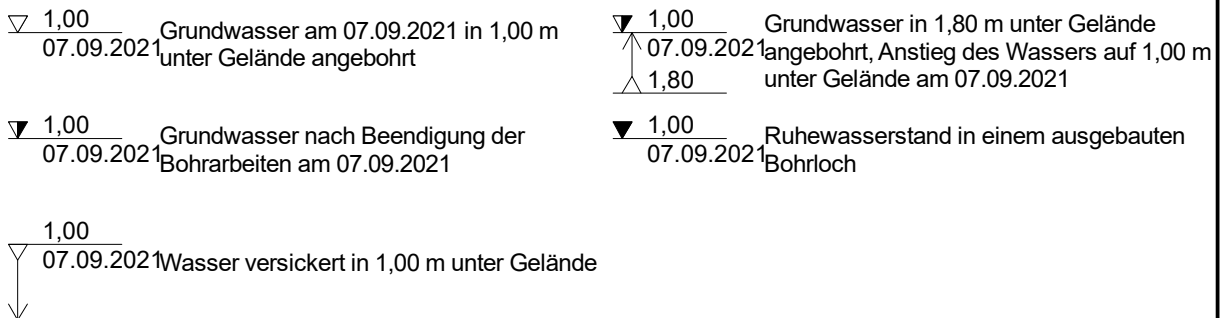 1,00
07.09.2021
Grundwasser am 07.09.2021 in 1,00 m
unter Gelände angebohrt
1,00
07.09.2021
1,80
Grundwasser in 1,80 m unter Gelände
angebohrt, Anstieg des Wassers auf 1,00 m
unter Gelände am 07.09.2021
1,00
07.09.2021
Grundwasser nach Beendigung der
Bohrarbeiten am 07.09.2021
1,00
07.09.2021
Ruhewasserstand in einem ausgebauten
Bohrloch
1,00
07.09.2021
Wasser versickert in 1,00 m unter Gelände